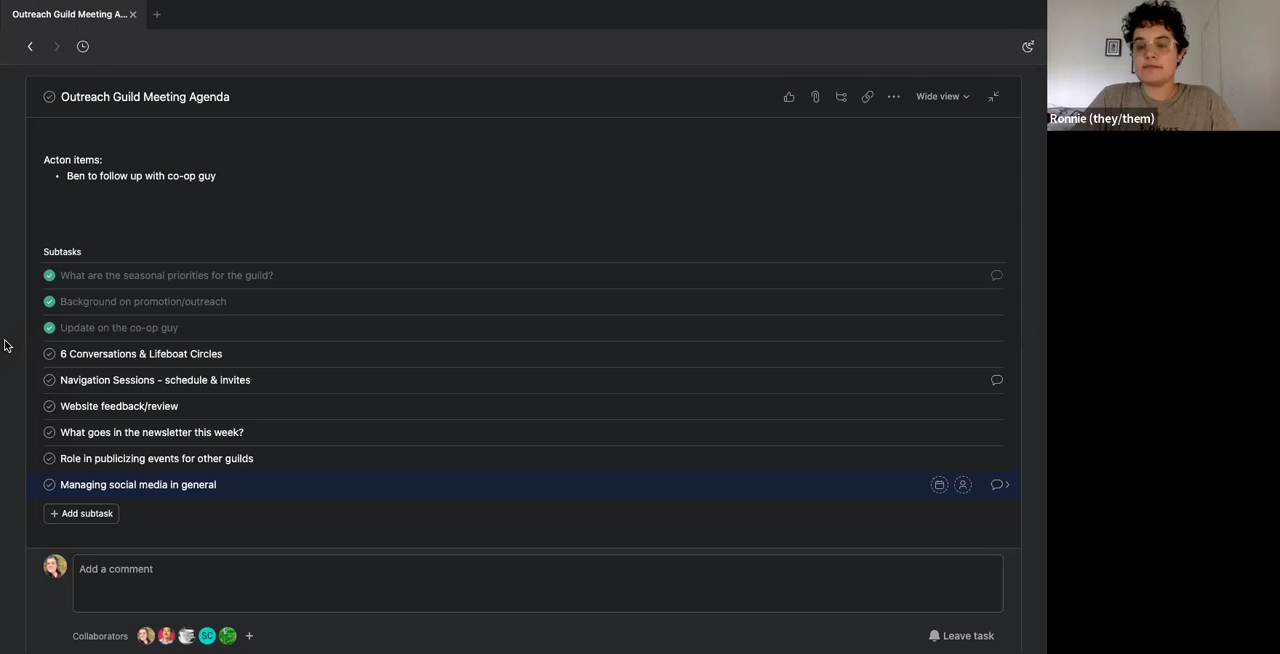 Outreach Guild Meeting A...
Outreach Guild Meeting Agenda
Wide view
Ronnie (they/them)
Acton items:
• Ben to follow up with co-op guy
Subtasks
What are the seasonal priorities for the guild?
Background on promotion/outreach
Update on the co-op guy
6 Conversations & Lifeboat Circles
Navigation Sessions - schedule & invites
Website feedback/review
What goes in the newsletter this week?
Role in publicizing events for other guilds
Managing social media in general
+ Add subtask
Add a comment
Collaborators
SC
Leave task